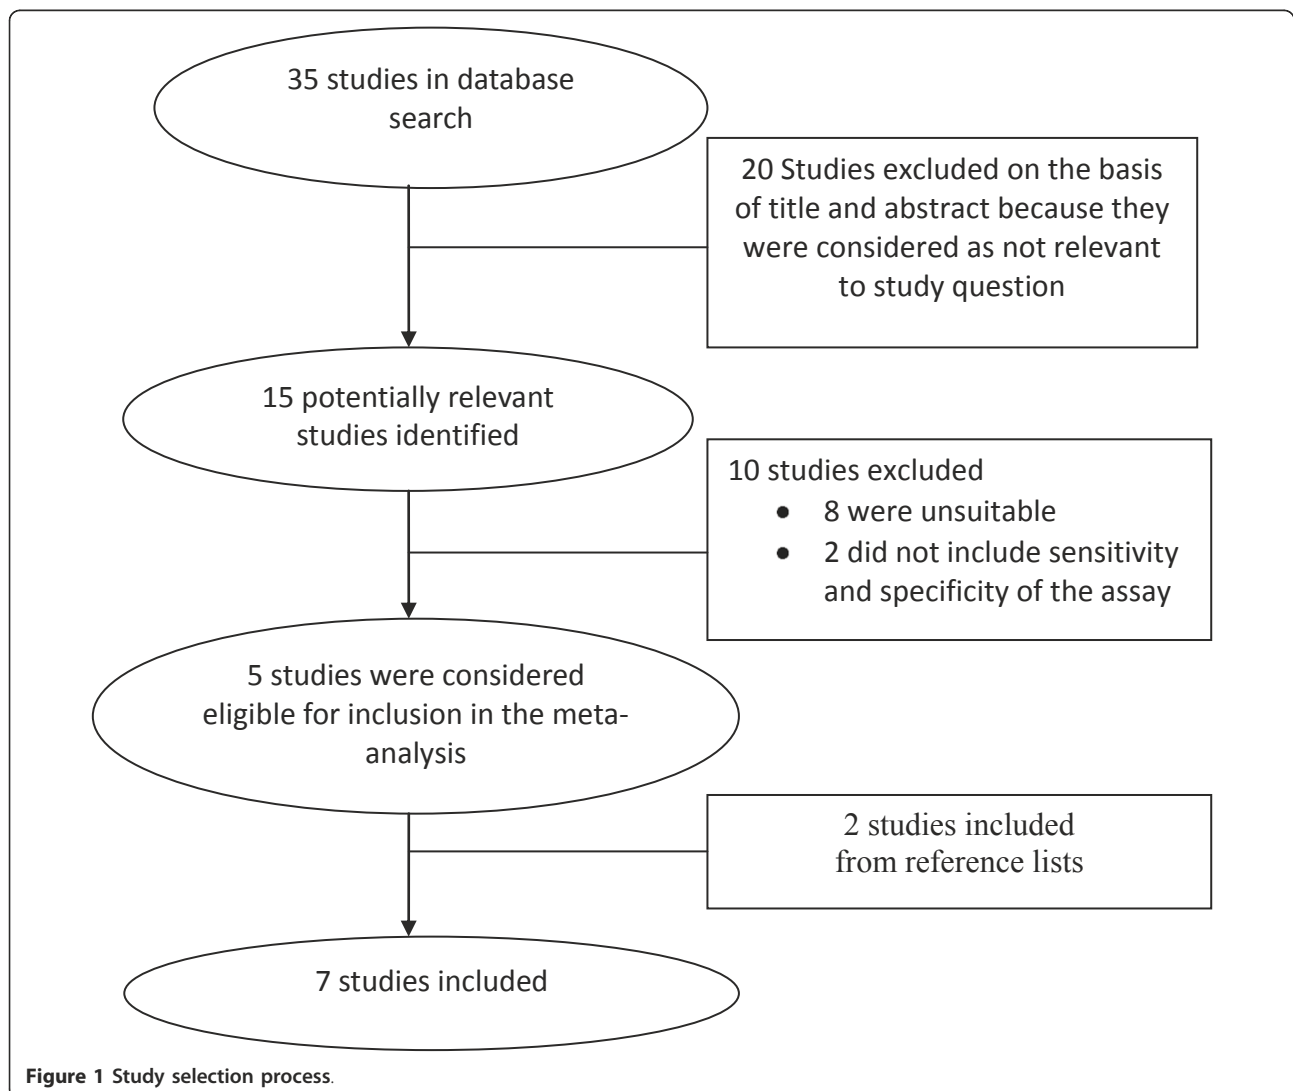 35 studies in database
search
20 Studies excluded on the basis
of title and abstract because they
were considered as not relevant
to study question
15 potentially relevant
studies identified
10 studies excluded
• 8 were unsuitable
• 2 did not include sensitivity
and specificity of the assay
5 studies were considered
eligible for inclusion in the meta-
analysis
2 studies included
from reference lists
7 studies included
Figure 1 Study selection process.